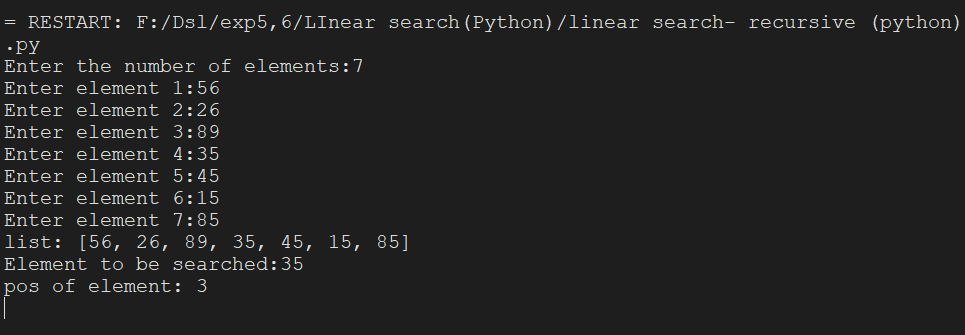 = RESTART: F:/Dsl/exp5,6/LInear search(Python)/linear search- recursive (python)
.py
Enter the number of elements:7
Enter element 1:56
Enter element 2:26
Enter element 3:89
Enter element 4:35
Enter element 5:45
Enter element 6:15
Enter element 7:85
list: [56, 26, 89, 35, 45, 15, 85]
Element to be searched:35
pos of element: 3